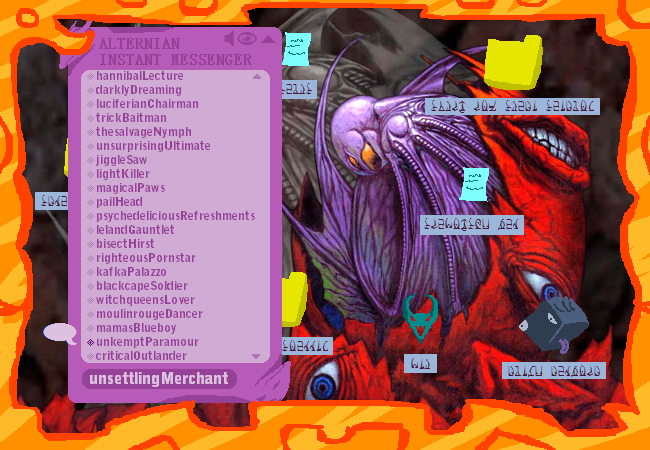 ALTERNIAN
INSTANT MESSENGER
hannibalLecture
darklyDreaming
luciferianChairman
trickBaitman
thesalvageNymph
unsurprisingUltimate
jiggleSaw
lightKiller
magicalPaws
pailHead
psychedeliciousRefreshments
lelandGauntlet
bisectHirst
righteousPornstar
kafkaPalazzo
blackcapeSoldier
witchqueensLover
moulinrougeDancer
mamasBlueboy
unkemptParamour
criticalOutlander
unsettlingMerchant